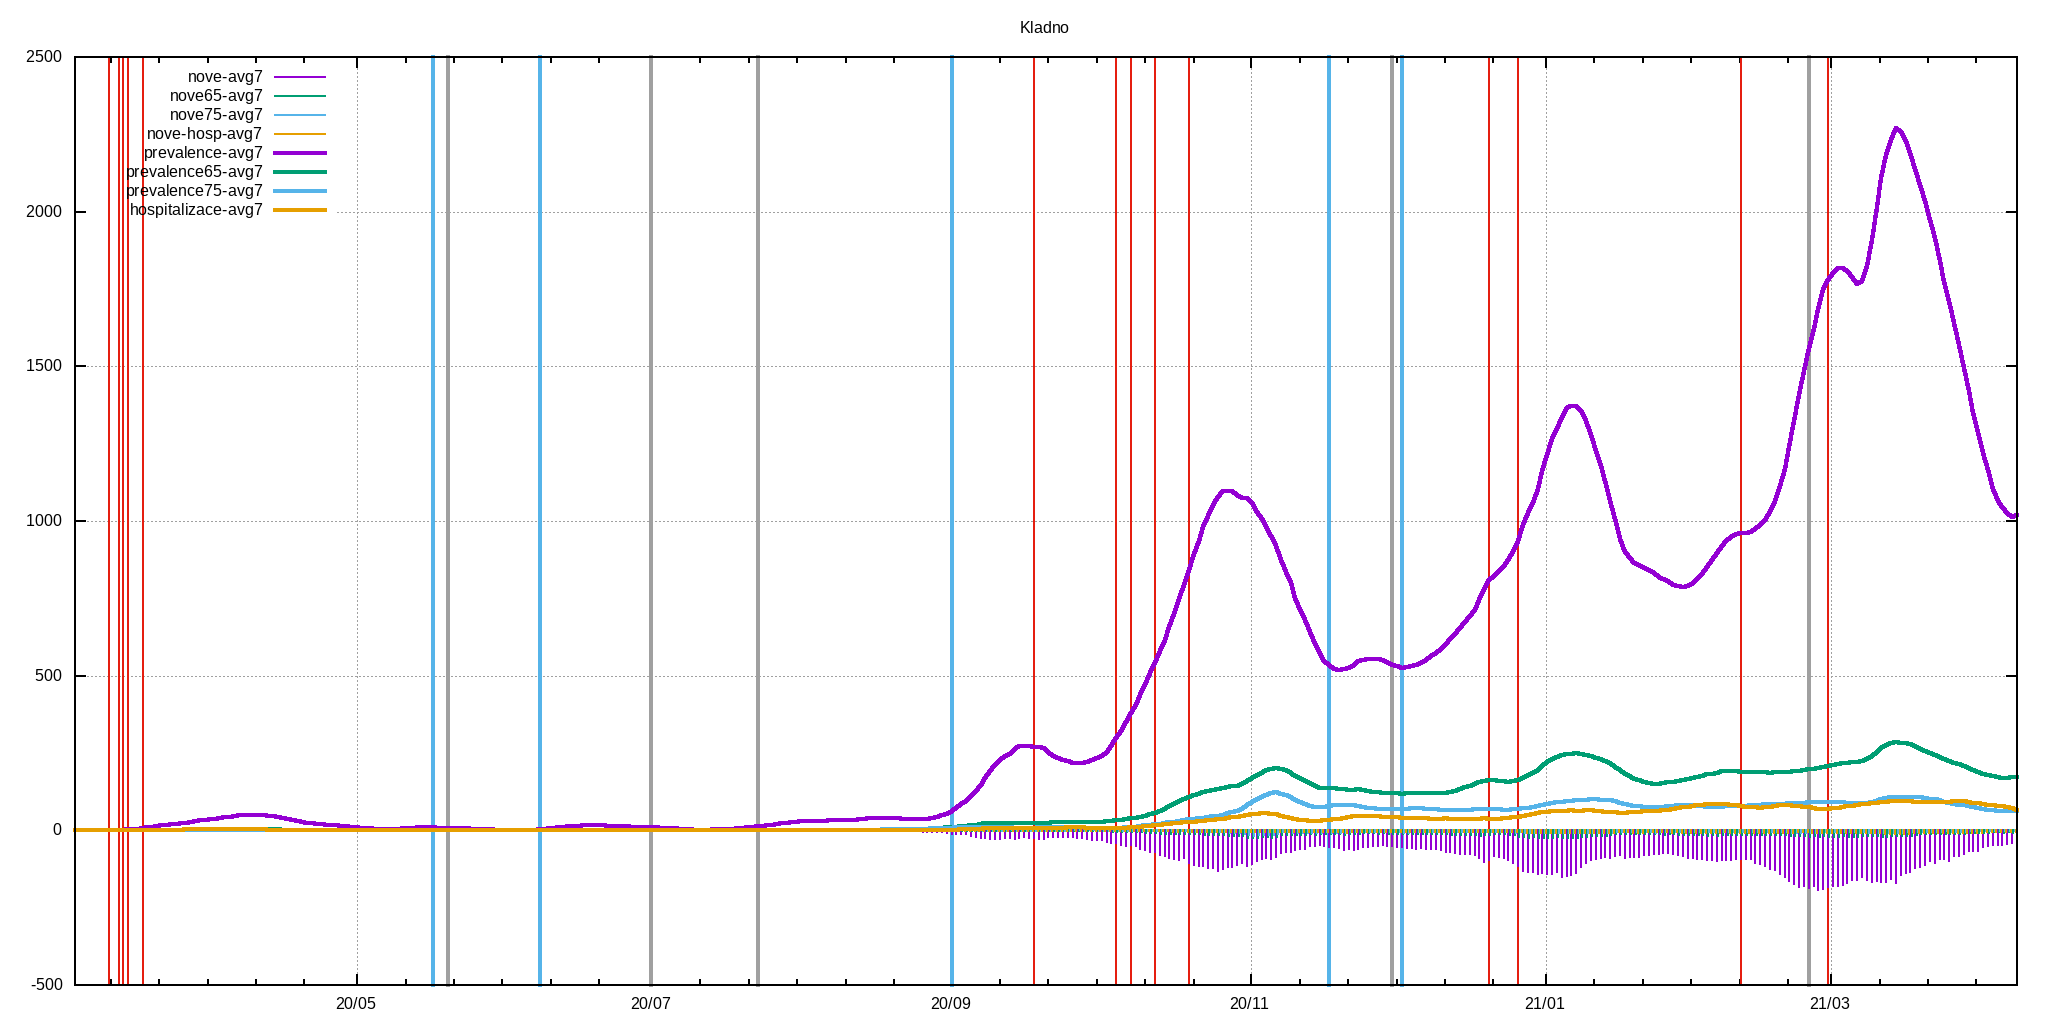 Kladno
2500
2000
1500
1000
500
0
-500
nove-avg7
nove65-avg7
nove75-avg7
nove-hosp-avg7
prevalence-avg7
prevalence65-avg7
prevalence75-avg7
hospitalizace-avg7
20/05
20/07
20/09
20/11
21/01
21/03